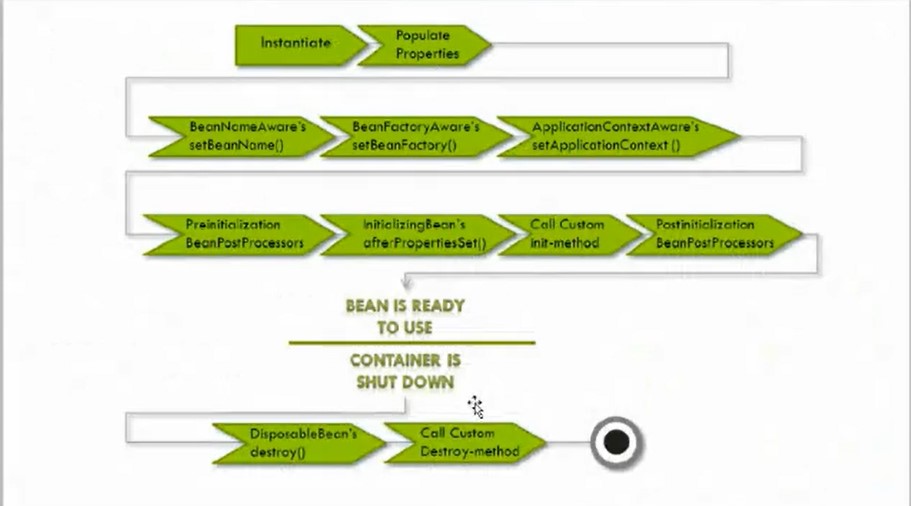 Instantiate
Populate
Properties
BeanNameAware's
setBeanName()
BeanFactoryAware's
setBeanFactory()
ApplicationContextAware's
setApplicationContext ()
Preinitialization
BeanPostProcessors
InitializingBean's
afterPropertiesSet()
Call Custom
init-method
Postinitialization
BeanPostProcessors
BEAN IS READY
TO USE
CONTAINER IS
SHUT DOWN
DisposableBean's
destroy()
Call Custom
Destroy-method